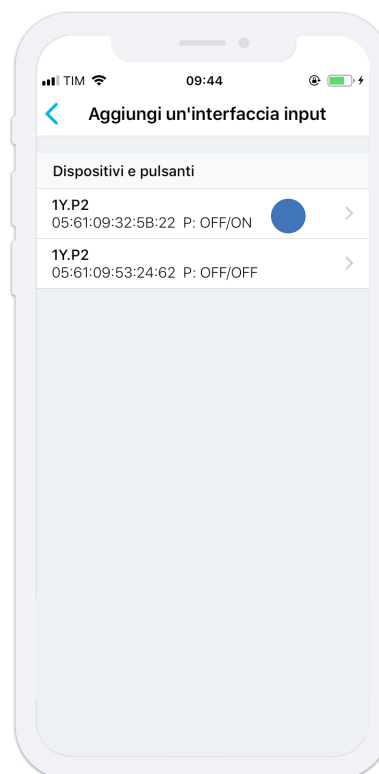 TIM 09:44
Aggiungi un'interfaccia input
Dispositivi e pulsanti
1Y.P2
05:61:09:32:5B:22 P: OFF/ON
1Y.P2
05:61:09:53:24:62 P: OFF/OFF